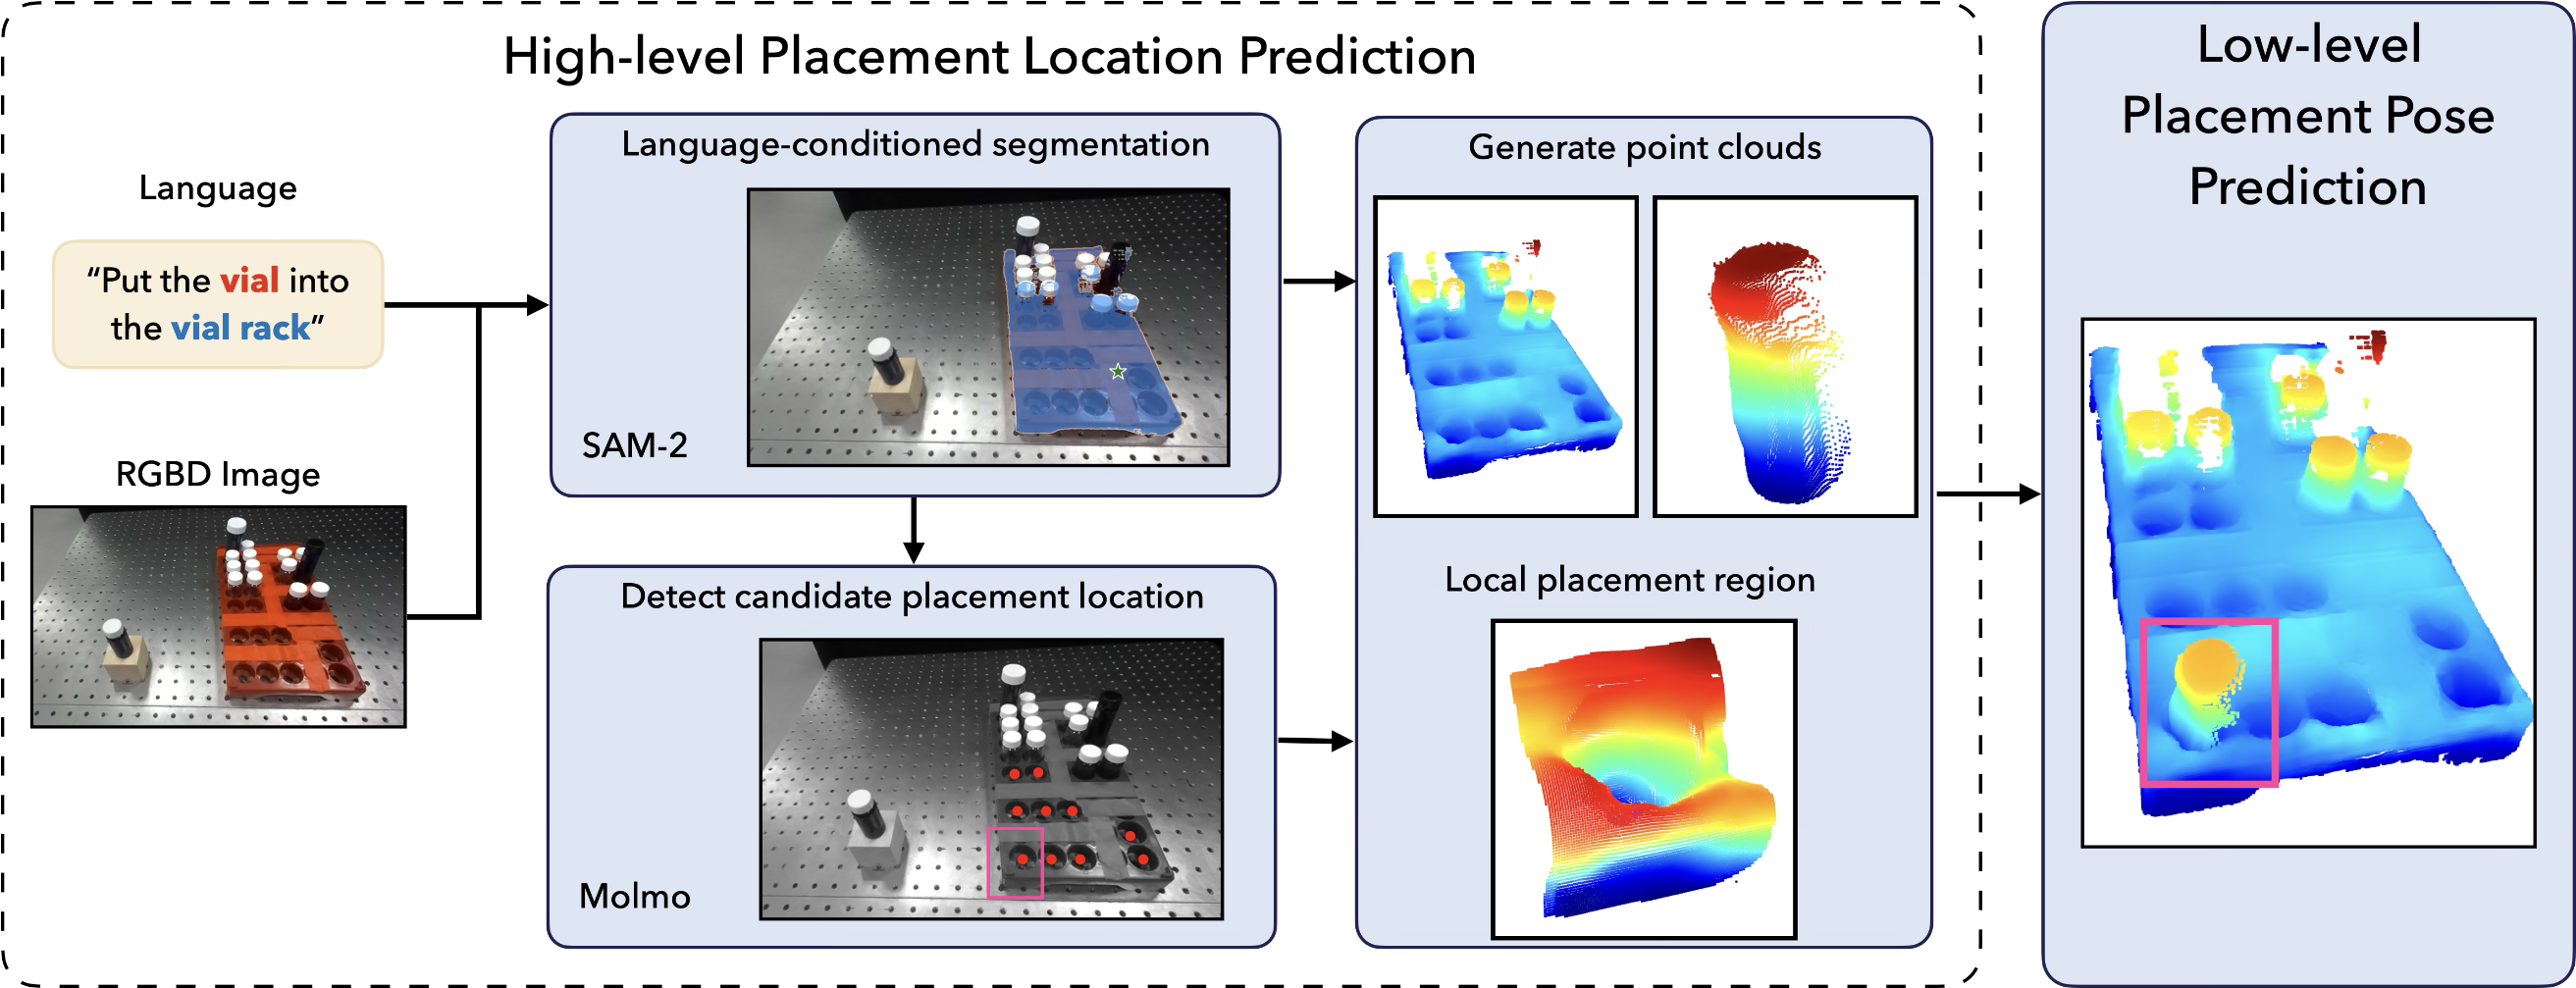 High-level Placement Location Prediction
Language
“Put the vial into
the vial rack”
RGBD Image
Language-conditioned segmentation
SAM-2
Detect candidate placement location
Molmo
Generate point clouds
Local placement region
Low-level
Placement Pose
Prediction